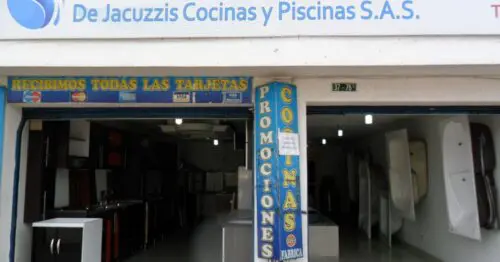 De Jacuzzis Cocinas y Piscinas S.A.S.
T
RECIBIMOS TODAS LAS TARJETAS
PROMOCIONES
COCINAS
FABRICA